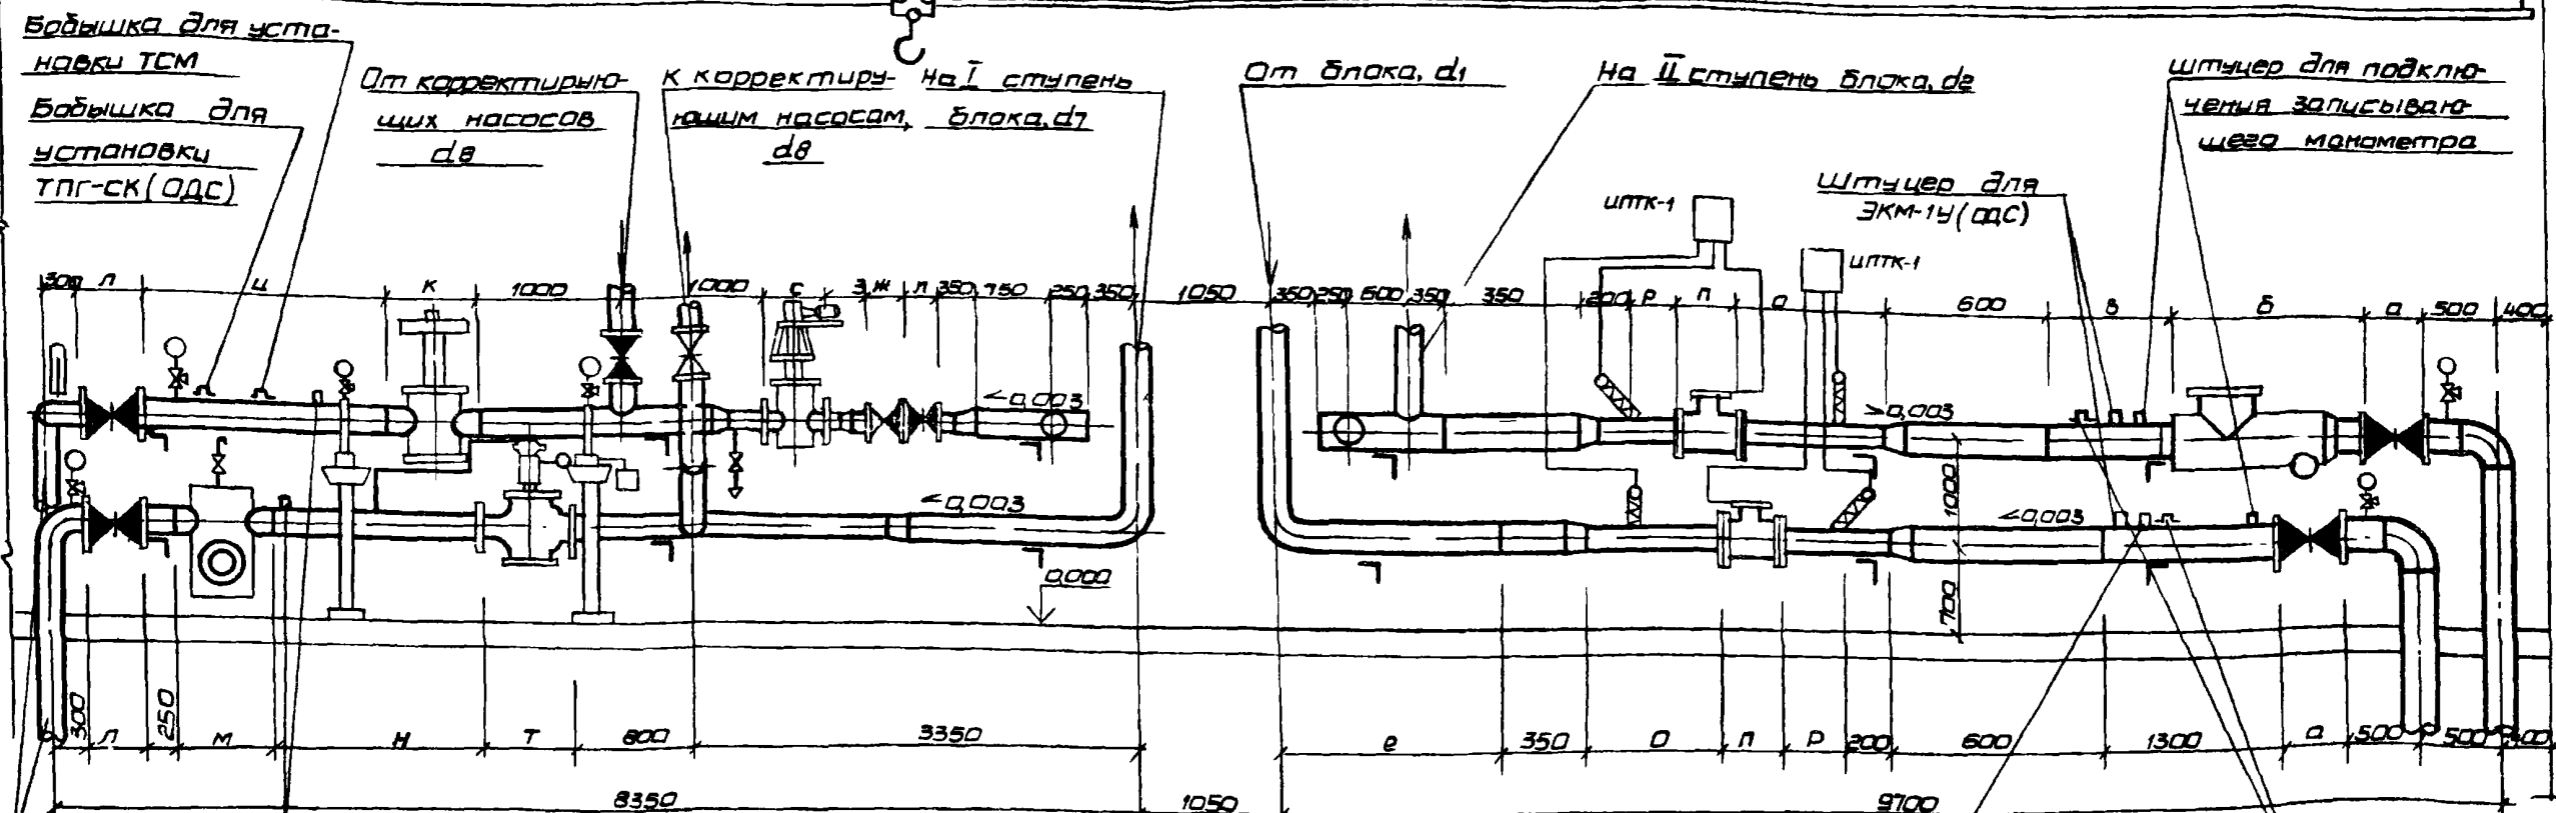 Бобышка для уста-
новки ТСМ
Бобышка для
установки
ТПГ-СК(ОДС)
От корректирую-
щих насосов
d8
К корректиру-
ющим насосам,
d8
На I ступень
блока, d7
От блока, d1
На II ступень блока, d2
штуцер для подклю-
чения записываю-
щего манометра
Штуцер для
ЭКМ-1У(ОДС)
ИПТК-1
ИПТК-1
300 л и к 1000 1000 с з ж л 350 750 250 350 1050 350 250 600 350 350 200 Р П о 600 в б а 500 400
<0,003
>0,003
<0,003
<0,003
1000
700
0,000
300 л 250 м н т 800 3350 е 350 О П Р 200 600 1300 а 500 500 400
8350 1050 9700